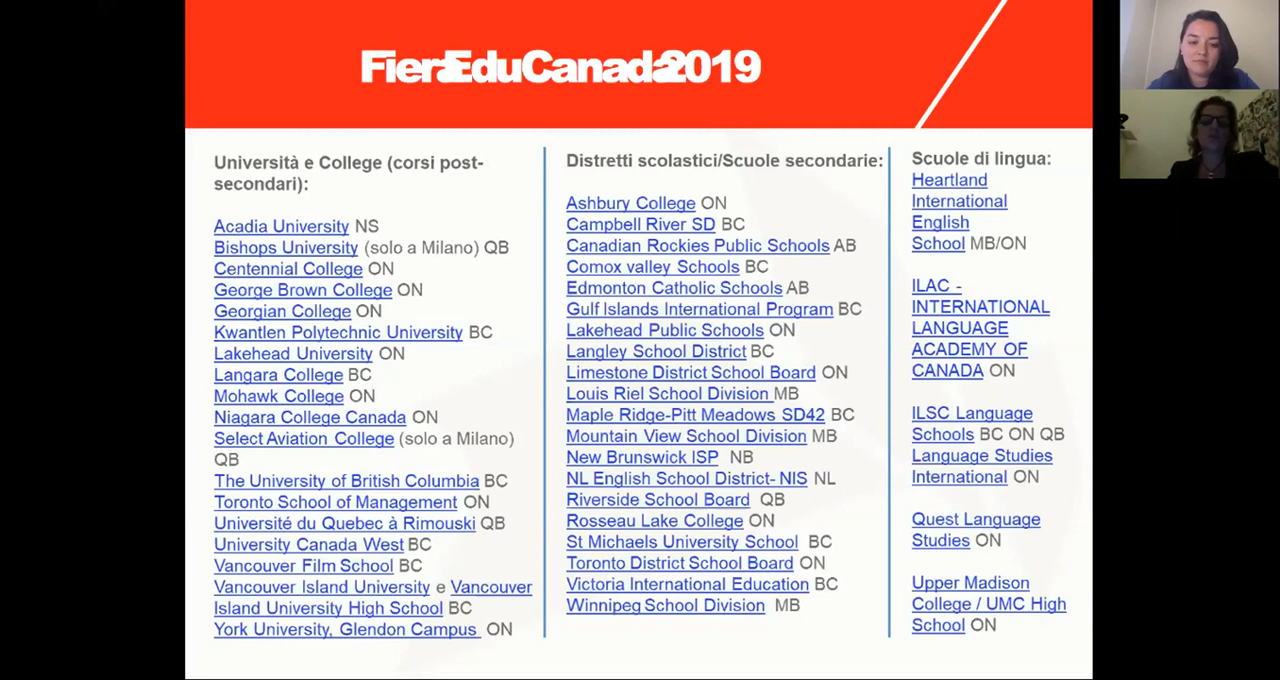 FieraEduCanada2019
Università e College (corsi post-
secondari):
Acadia University NS
Bishops University (solo a Milano) QB
Centennial College ON
George Brown College ON
Georgian College ON
Kwantlen Polytechnic University BC
Lakehead University ON
Langara College BC
Mohawk College ON
Niagara College Canada ON
Select Aviation College (solo a Milano)
QB
The University of British Columbia BC
Toronto School of Management ON
Université du Quebec à Rimouski QB
University Canada West BC
Vancouver Film School BC
Vancouver Island University e Vancouver
Island University High School BC
York University, Glendon Campus ON
Distretti scolastici/Scuole secondarie:
Ashbury College ON
Campbell River SD BC
Canadian Rockies Public Schools AB
Comox valley Schools BC
Edmonton Catholic Schools AB
Gulf Islands International Program BC
Lakehead Public Schools ON
Langley School District BC
Limestone District School Board ON
Louis Riel School Division MB
Maple Ridge-Pitt Meadows SD42 BC
Mountain View School Division MB
New Brunswick ISP NB
NL English School District- NIS NL
Riverside School Board QB
Rosseau Lake College ON
St Michaels University School BC
Toronto District School Board ON
Victoria International Education BC
Winnipeg School Division MB
Scuole di lingua:
Heartland
International
English
School MB/ON
ILAC -
INTERNATIONAL
LANGUAGE
ACADEMY OF
CANADA ON
ILSC Language
Schools BC ON QB
Language Studies
International ON
Quest Language
Studies ON
Upper Madison
College / UMC High
School ON